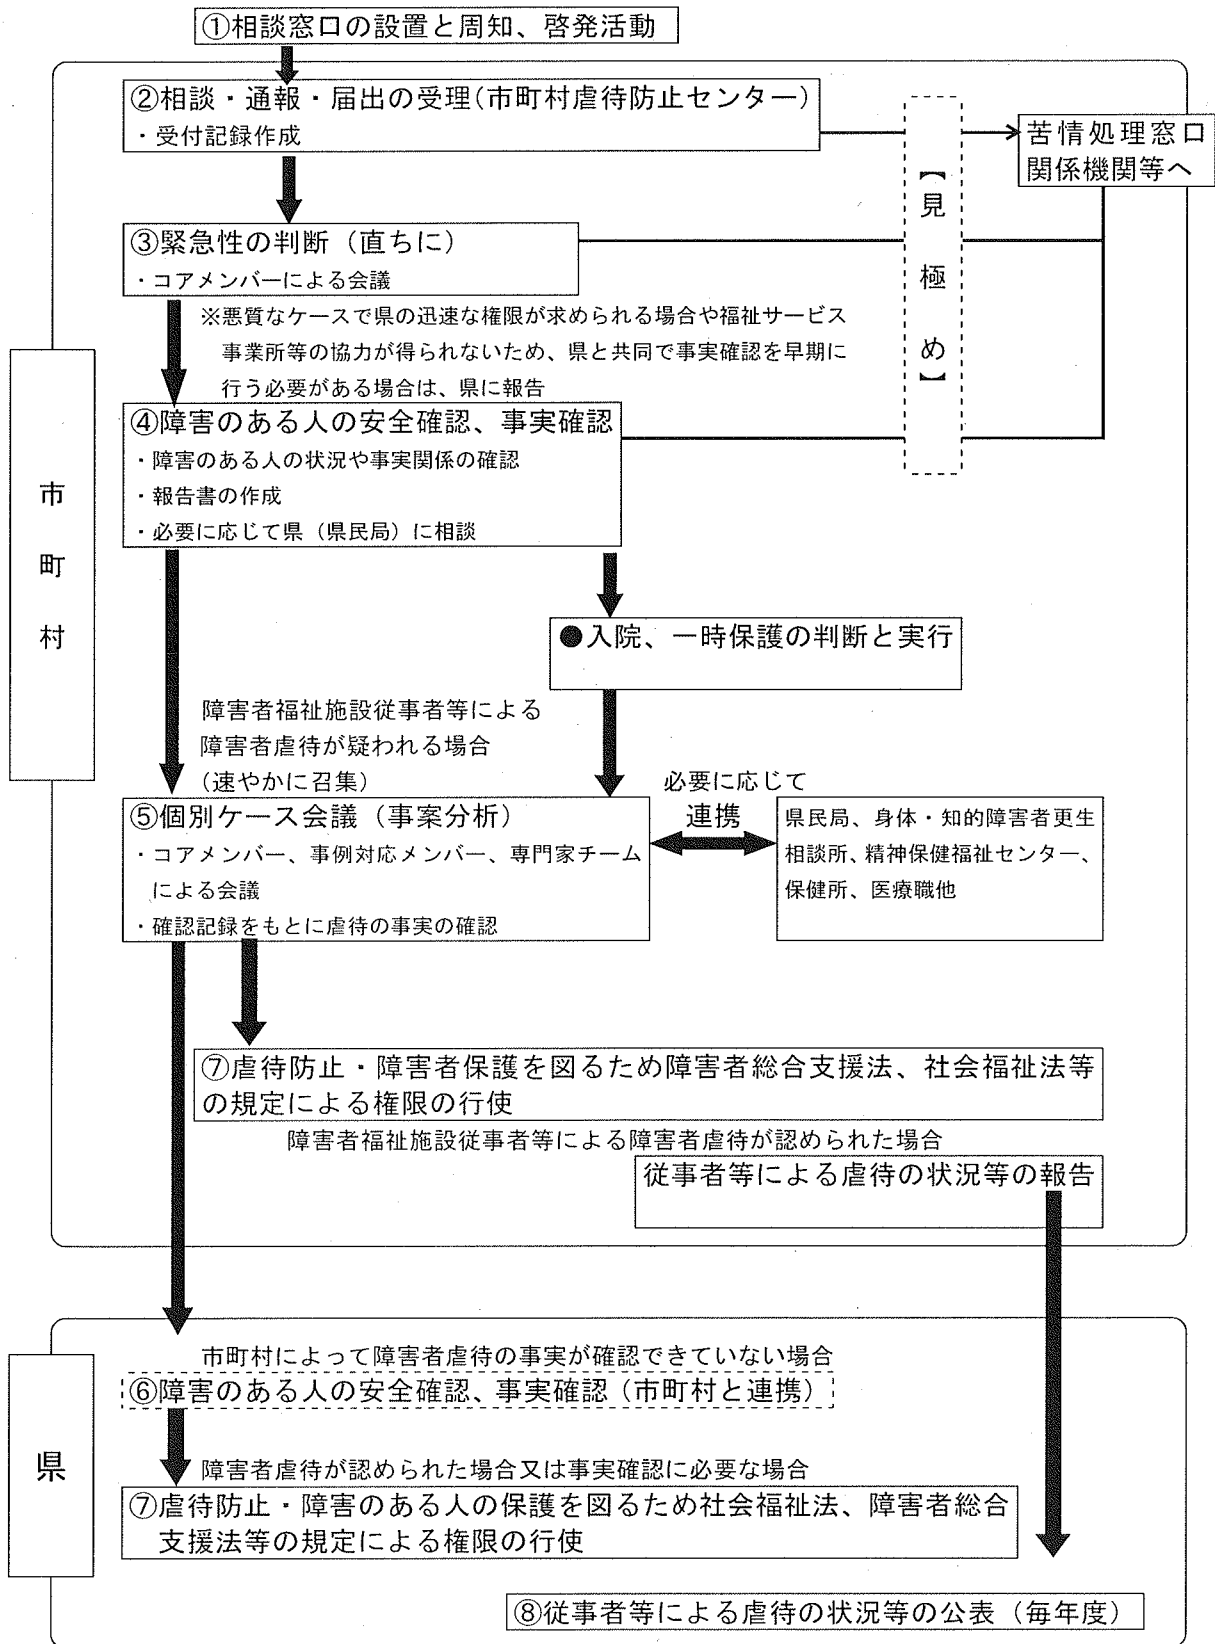 ①相談窓口の設置と周知、啓発活動
②相談・通報・届出の受理(市町村虐待防止センター)
・受付記録作成
苦情処理窓口
関係機関等へ
【見極め】
③緊急性の判断(直ちに)
・コアメンバーによる会議
※悪質なケースで県の迅速な権限が求められる場合や福祉サービス
事業所等の協力が得られないため、県と共同で事実確認を早期に
行う必要がある場合は、県に報告
市町村
④障害のある人の安全確認、事実確認
・障害のある人の状況や事実関係の確認
・報告書の作成
・必要に応じて県(県民局)に相談
●入院、一時保護の判断と実行
障害者福祉施設従事者等による
障害者虐待が疑われる場合
(速やかに召集)
⑤個別ケース会議(事案分析)
・コアメンバー、事例対応メンバー、専門家チーム
による会議
・確認記録をもとに虐待の事実の確認
必要に応じて
連携
県民局、身体・知的障害者更生
相談所、精神保健福祉センター、
保健所、医療職他
⑦虐待防止・障害者保護を図るため障害者総合支援法、社会福祉法等
の規定による権限の行使
障害者福祉施設従事者等による障害者虐待が認められた場合
従事者等による虐待の状況等の報告
県
市町村によって障害者虐待の事実が確認できていない場合
⑥障害のある人の安全確認、事実確認(市町村と連携)
障害者虐待が認められた場合又は事実確認に必要な場合
⑦虐待防止・障害のある人の保護を図るため社会福祉法、障害者総合
支援法等の規定による権限の行使
⑧従事者等による虐待の状況等の公表(毎年度)